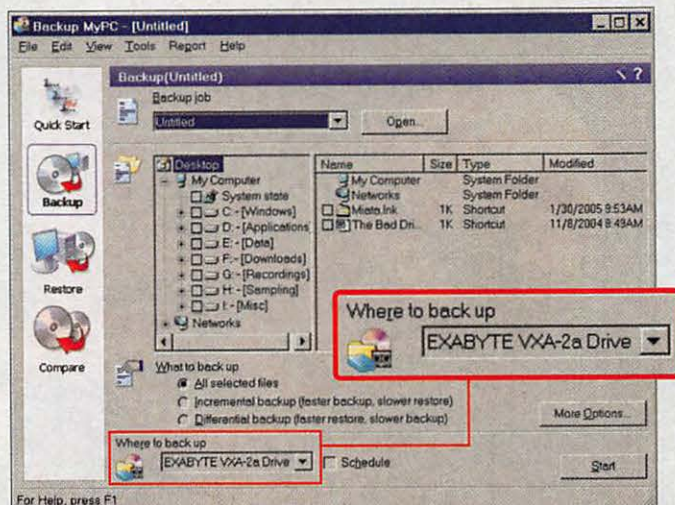 Backup MyPC - [Untitled]
File Edit View Tools Report Help
Backup(Untitled)
Quick Start
Backup job
Untitled
Open...
Backup
Desktop
My Computer
System state
C: - [Windows]
D: - [Applications]
E: - [Data]
F: - [Downloads]
G: - [Recordings]
H: - [Sampling]
I: - [Misc]
Networks
Name Size Type Modified
My Computer System Folder
Networks System Folder
Miata.lnk 1K Shortcut 1/30/2005 9:53AM
The Bad Dri... 1K Shortcut 11/8/2004 8:49AM
Restore
Compare
Where to back up
EXABYTE VXA-2a Drive
What to back up
All selected files
Incremental backup (faster backup, slower restore)
Differential backup (faster restore, slower backup)
More Options...
Where to back up
EXABYTE VXA-2a Drive
Schedule
Start
For Help, press F1